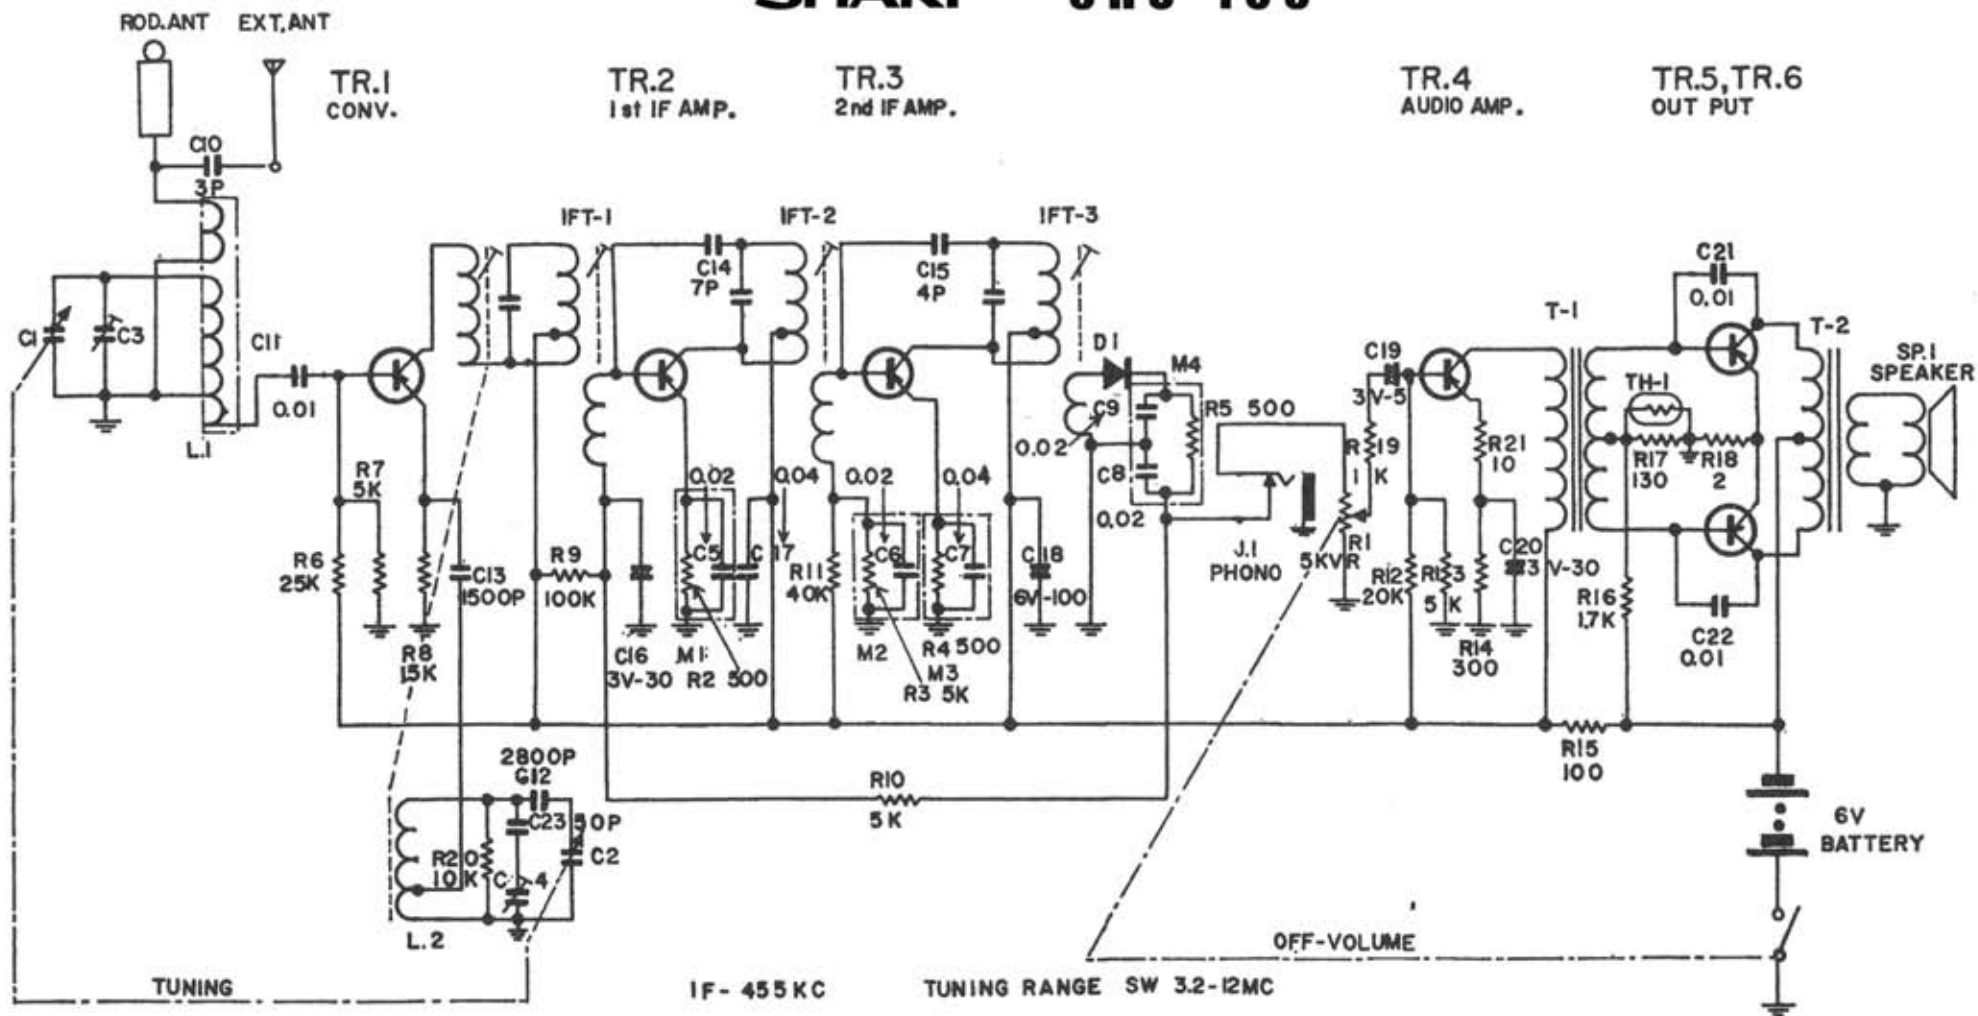 SHARP
ROD.ANT EXT.ANT
TR.1
CONV.
TR.2
1st IF AMP.
TR.3
2nd IF AMP.
TR.4
AUDIO AMP.
TR.5,TR.6
OUT PUT
C10
3P
IFT-1
IFT-2
IFT-3
C1
C3
C11
0.01
L.1
C14
7P
C15
4P
D1
M4
C9
0.02
C8
0.02
R5 500
C19
3V-5
R19
1K
T-1
C21
0.01
T-2
SP.1
SPEAKER
TH-1
R17
130
R18
2
R21
10
R7
5K
R6
25K
R8
1.5K
C13
1500P
R9
100K
C16
3V-30
0.02
C5
M1
R2 500
0.04
C17
R11
40K
0.02
C6
M2
0.04
C7
R4 500
M3
R3 5K
C18
6V-100
J.1
PHONO
5KVR
R1
R12
20K
R13
5K
C20
3V-30
R14
300
R16
1.7K
C22
0.01
R15
100
2800P
C12
C23 50P
C2
R20
10K
C4
L.2
R10
5K
6V
BATTERY
OFF-VOLUME
TUNING
IF- 455KC TUNING RANGE SW 3.2-12MC